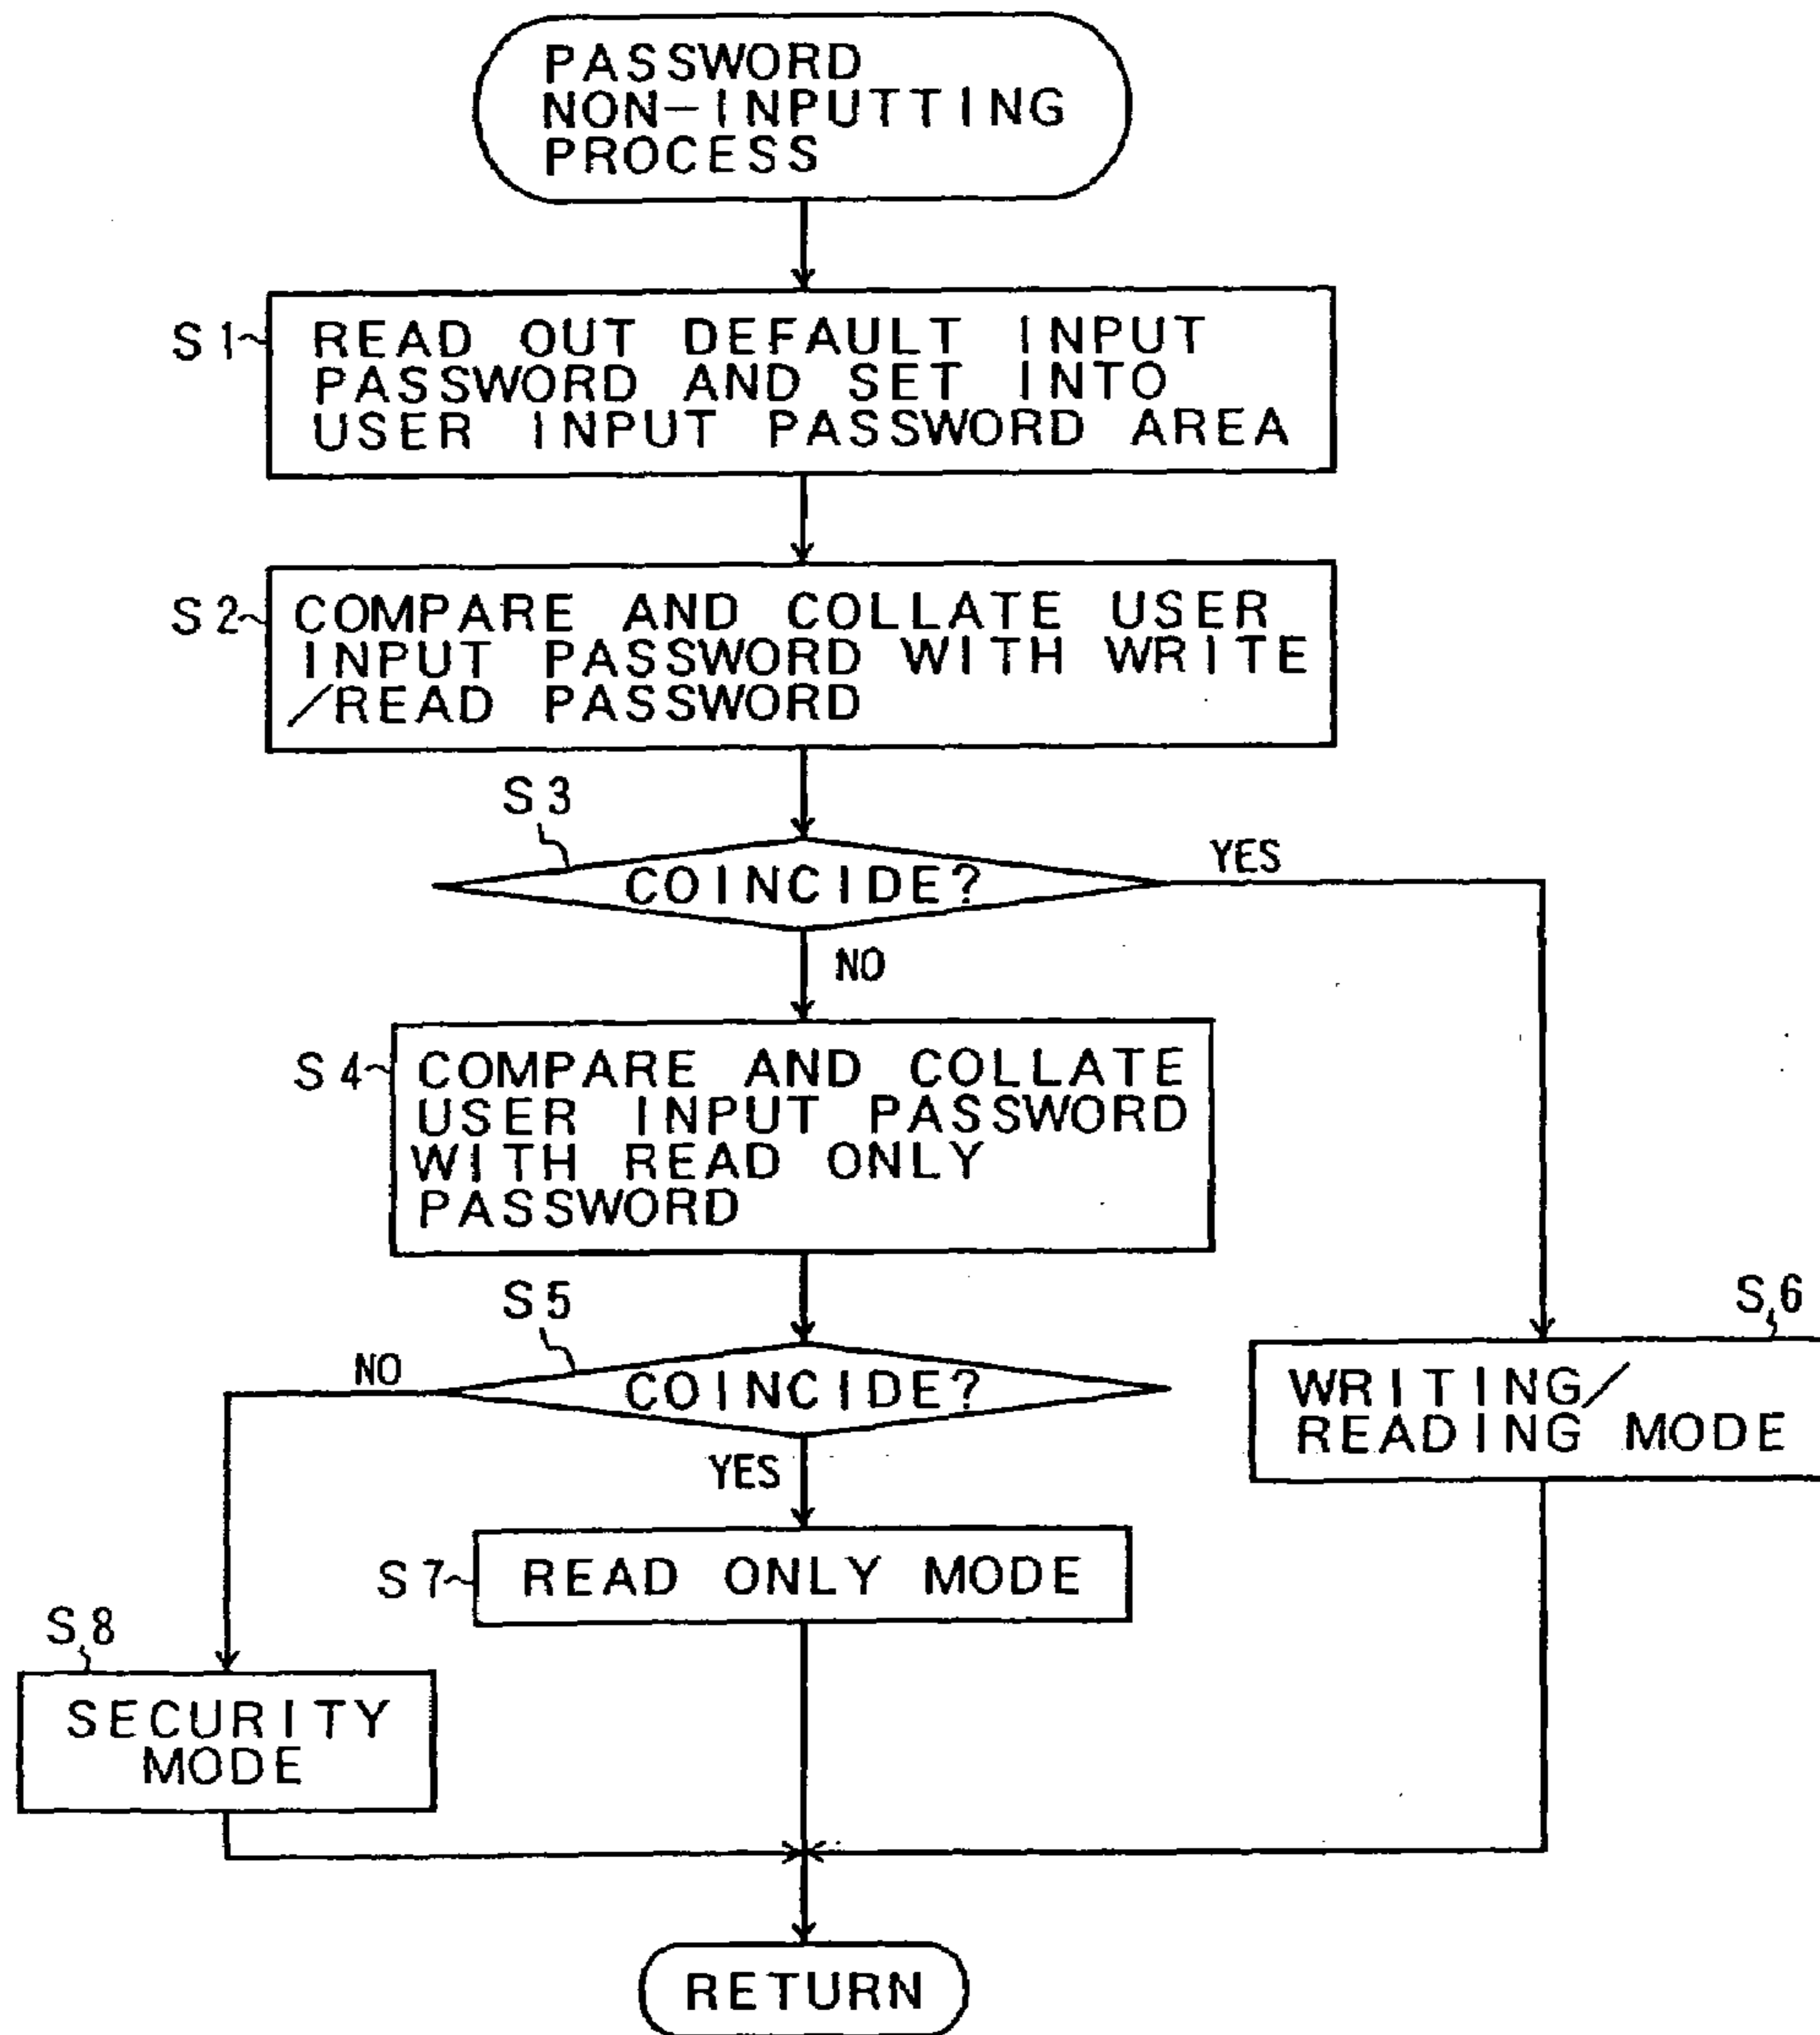 PASSWORD
NON-INPUTTING
PROCESS
S1
READ OUT DEFAULT INPUT
PASSWORD AND SET INTO
USER INPUT PASSWORD AREA
S2
COMPARE AND COLLATE USER
INPUT PASSWORD WITH WRITE
/READ PASSWORD
S3
COINCIDE?
YES
NO
S4
COMPARE AND COLLATE
USER INPUT PASSWORD
WITH READ ONLY
PASSWORD
S5
COINCIDE?
NO
YES
S6
WRITING/
READING MODE
S7
READ ONLY MODE
S8
SECURITY
MODE
RETURN